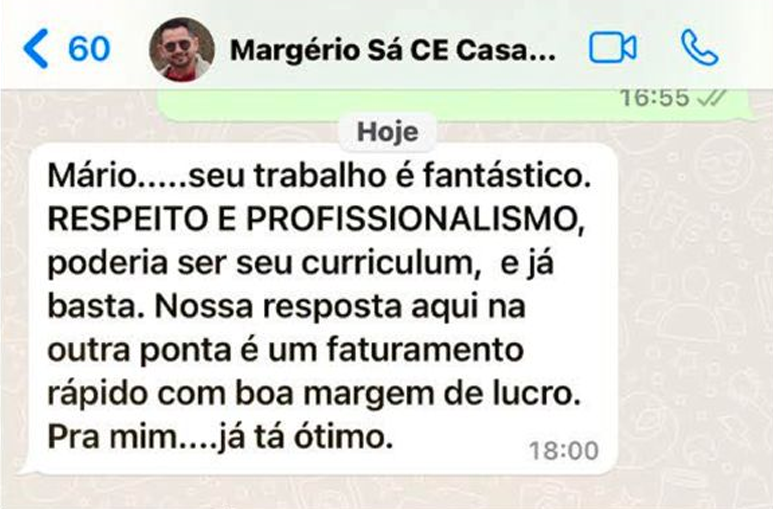 60 Margério Sá CE Casa...
16:55
Hoje
Mário.....seu trabalho é fantástico.
RESPEITO E PROFISSIONALISMO,
poderia ser seu curriculum,  e já
basta. Nossa resposta aqui na
outra ponta é um faturamento
rápido com boa margem de lucro.
Pra mim....já tá ótimo.
18:00